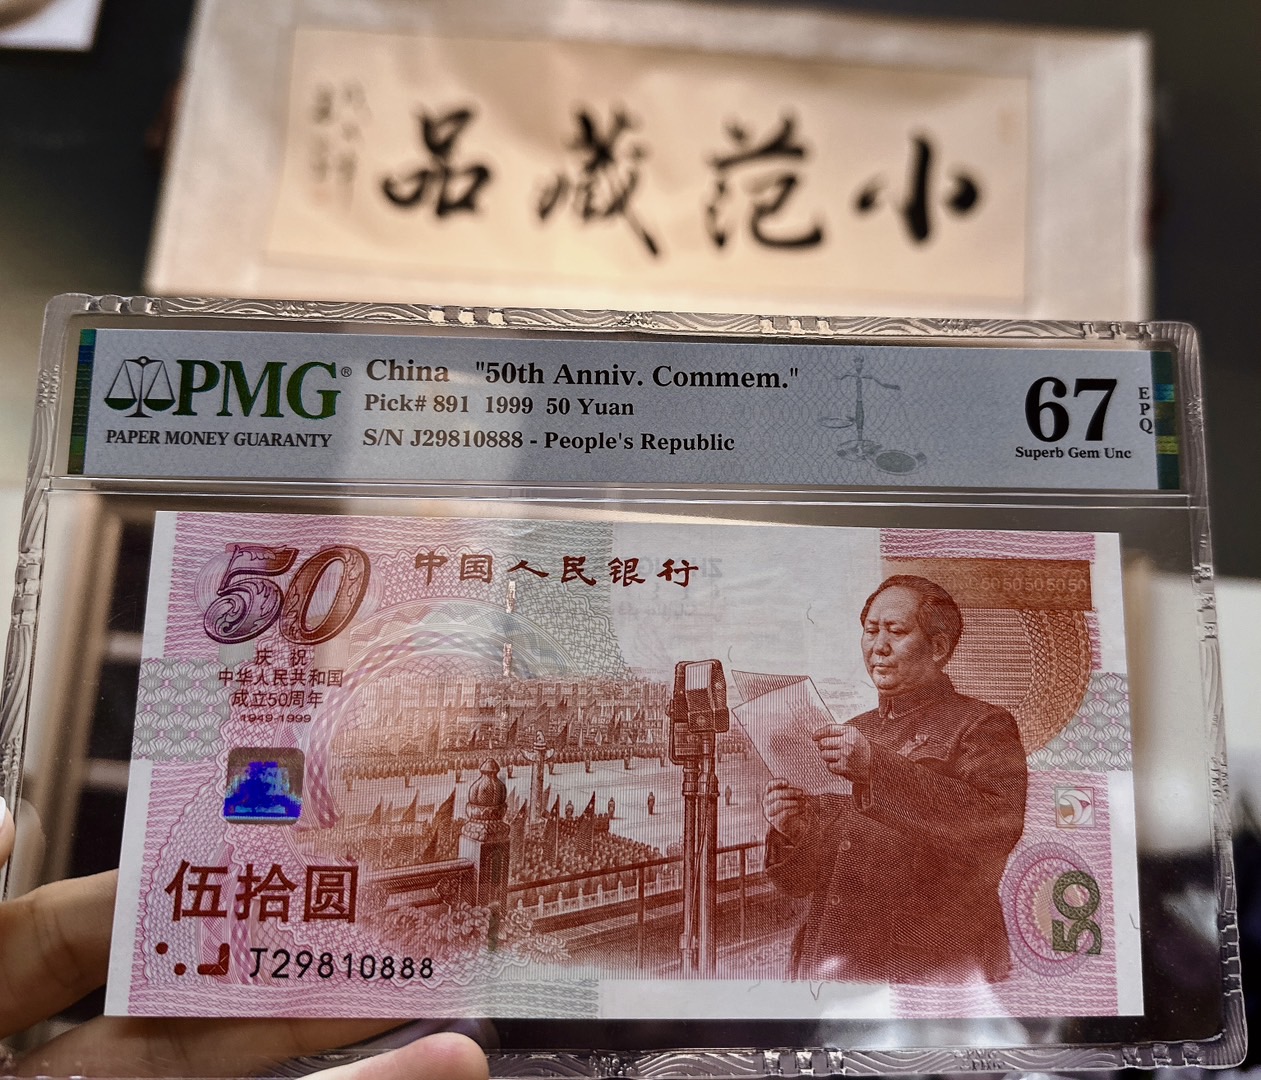 小范藏品
PMG®
PAPER MONEY GUARANTY
China "50th Anniv. Commem."
Pick# 891 1999 50 Yuan
S/N J29810888 - People's Republic
67
EPQ
Superb Gem Unc
50
中国人民银行
庆祝
中华人民共和国
成立50周年
1949-1999
5050505050
伍拾圆
J29810888
50
PMG